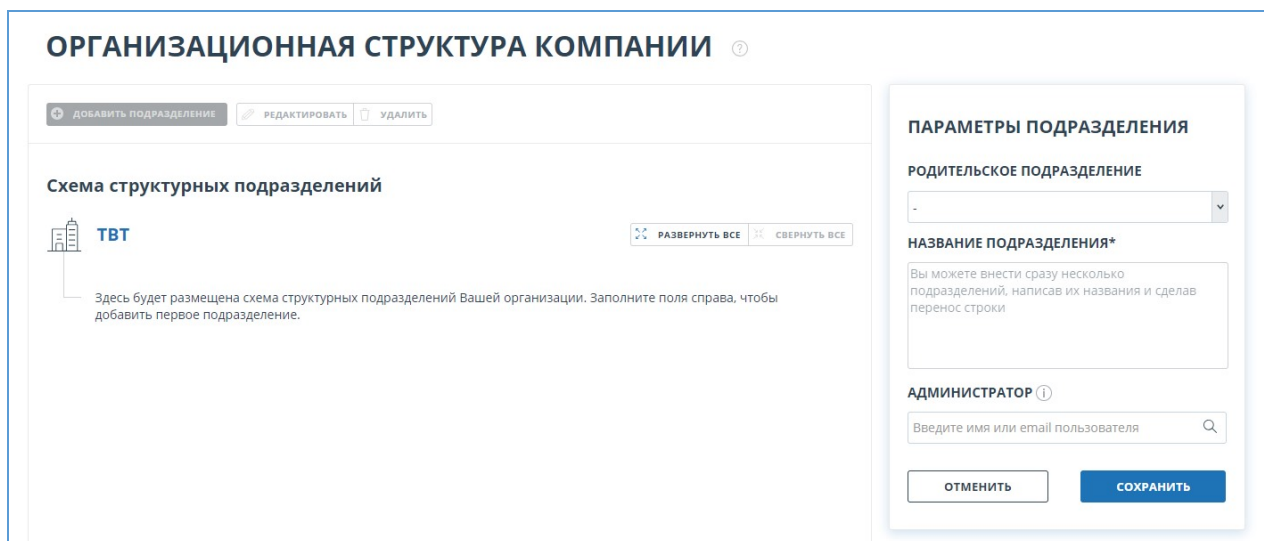 ОРГАНИЗАЦИОННАЯ СТРУКТУРА КОМПАНИИ ?
ДОБАВИТЬ ПОДРАЗДЕЛЕНИЕ РЕДАКТИРОВАТЬ УДАЛИТЬ
Схема структурных подразделений
ТВТ РАЗВЕРНУТЬ ВСЕ СВЕРНУТЬ ВСЕ
Здесь будет размещена схема структурных подразделений Вашей организации. Заполните поля справа, чтобы
добавить первое подразделение.
ПАРАМЕТРЫ ПОДРАЗДЕЛЕНИЯ
РОДИТЕЛЬСКОЕ ПОДРАЗДЕЛЕНИЕ
-
НАЗВАНИЕ ПОДРАЗДЕЛЕНИЯ*
Вы можете внести сразу несколько
подразделений, написав их названия и сделав
перенос строки
АДМИНИСТРАТОР i
Введите имя или email пользователя
ОТМЕНИТЬ СОХРАНИТЬ